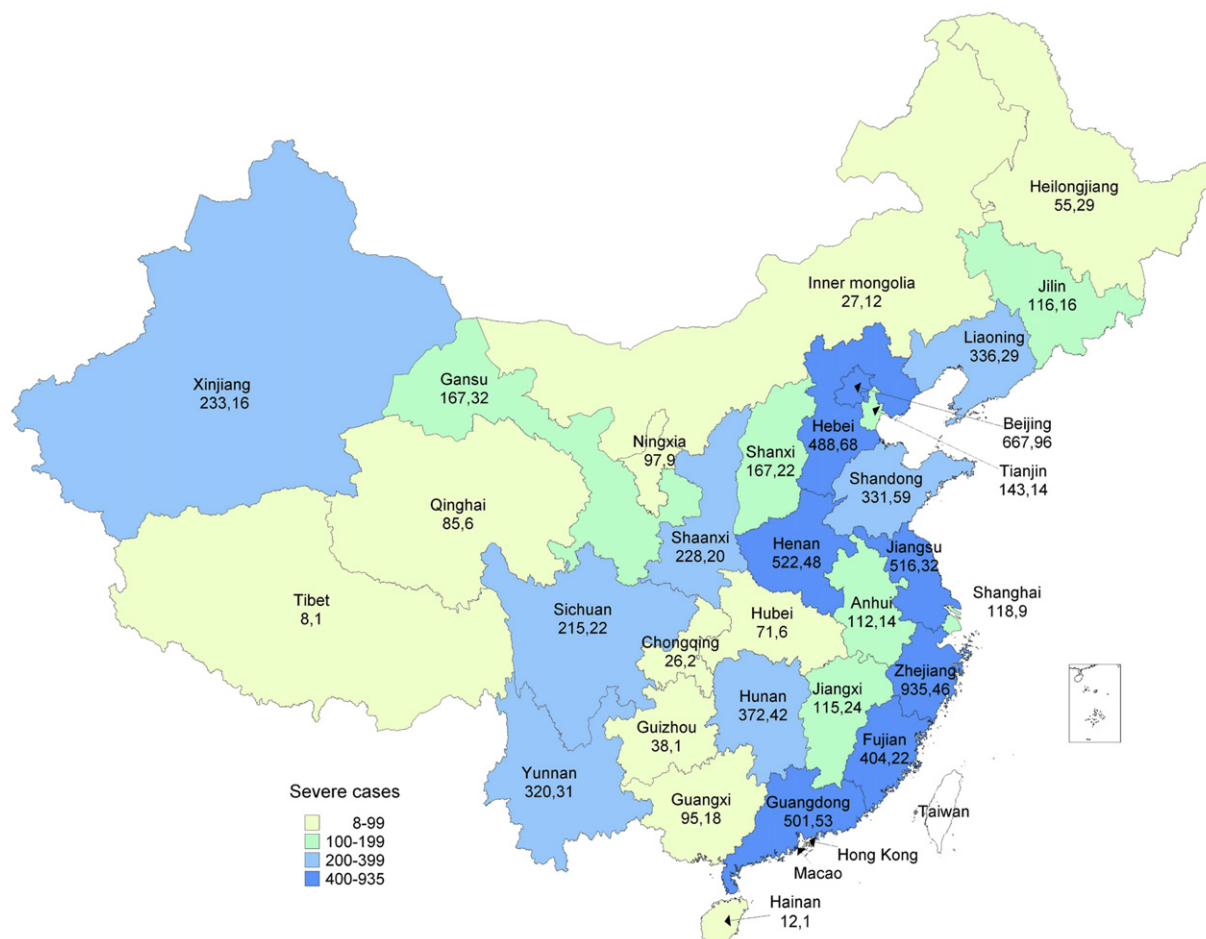 Heilongjiang
55,29
Inner mongolia
27,12
Jilin
116,16
Liaoning
336,29
Xinjiang
233,16
Gansu
167,32
Beijing
667,96
Hebei
488,68
Ningxia
97,9
Shanxi
167,22
Tianjin
143,14
Shandong
331,59
Qinghai
85,6
Shaanxi
228,20
Henan
522,48
Jiangsu
516,32
Tibet
8,1
Sichuan
215,22
Hubei
71,6
Anhui
112,14
Shanghai
118,9
Chongqing
26,2
Zhejiang
935,46
Hunan
372,42
Jiangxi
115,24
Guizhou
38,1
Fujian
404,22
Yunnan
320,31
Guangxi
95,18
Guangdong
501,53
Taiwan
Hong Kong
Macao
Hainan
12,1
Severe cases
8-99
100-199
200-399
400-935